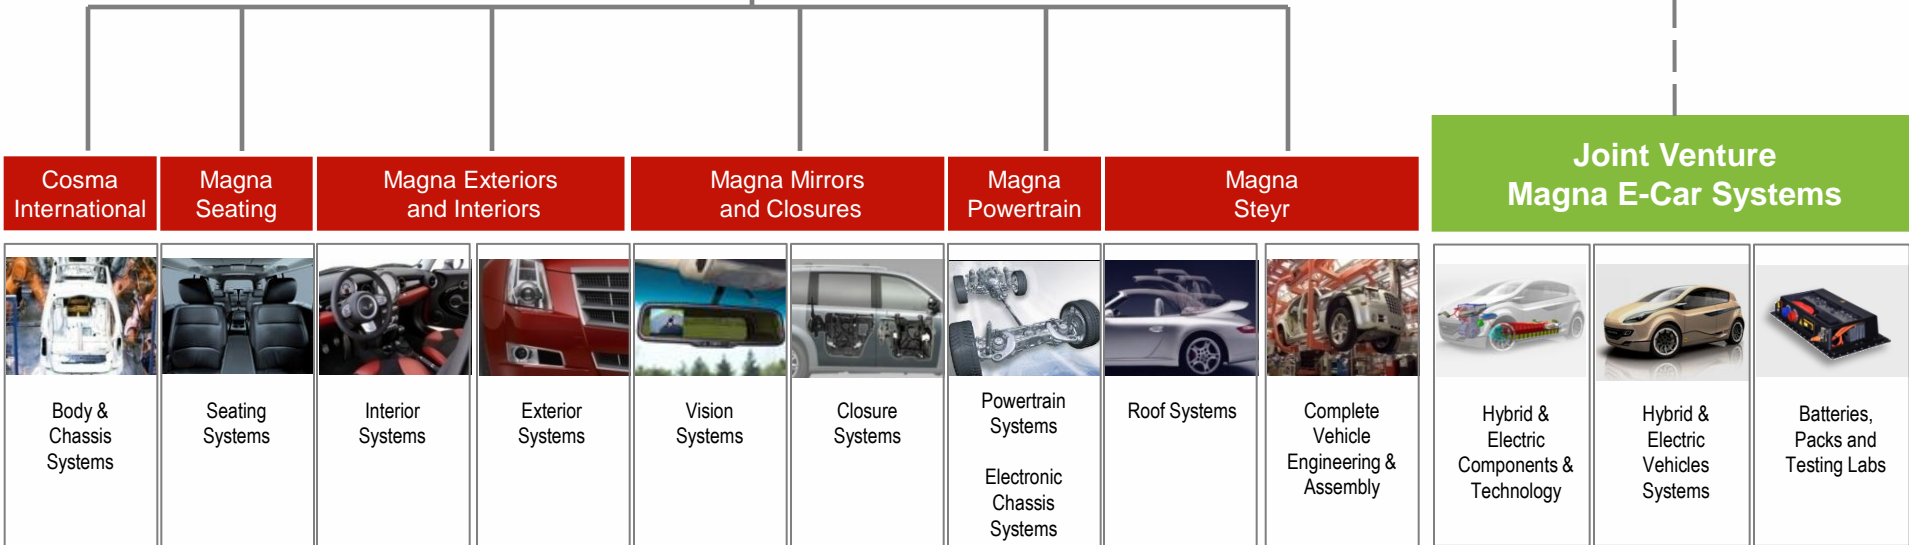 Cosma
International
Magna
Seating
Magna Exteriors
and Interiors
Magna Mirrors
and Closures
Magna
Powertrain
Magna
Steyr
Joint Venture
Magna E-Car Systems
Body &
Chassis
Systems
Seating
Systems
Interior
Systems
Exterior
Systems
Vision
Systems
Closure
Systems
Powertrain
Systems
Electronic
Chassis
Systems
Roof Systems
Complete
Vehicle
Engineering &
Assembly
Hybrid &
Electric
Components &
Technology
Hybrid &
Electric
Vehicles
Systems
Batteries,
Packs and
Testing Labs